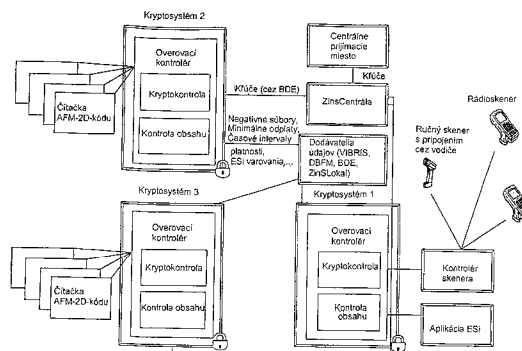 Kryptosystém 2
Overovací
kontrolér
Kryptokontrola
Kontrola obsahu
Čítačka
AFM-2D-kódu
Centrálne
prijímacie
miesto
Kľúče
Kľúče (cez BDE)
ZinsCentrála
Negatívne súbory,
Minimálne odplaty,
Časové intervaly
platnosti,
ESi varovania,..,
Dodávatelia
údajov (VIBRIS,
DBFM, BDE,
ZinSLokal)
Rádioskener
Ručný skener
s pripojením
cez vodiče
Kryptosystém 3
Overovací
kontrolér
Kryptokontrola
Kontrola obsahu
Čítačka
AFM-2D-kódu
Kryptosystém 1
Overovací
kontrolér
Kryptokontrola
Kontrola
obsahu
Kontrolér
skenera
Aplikácia ESi